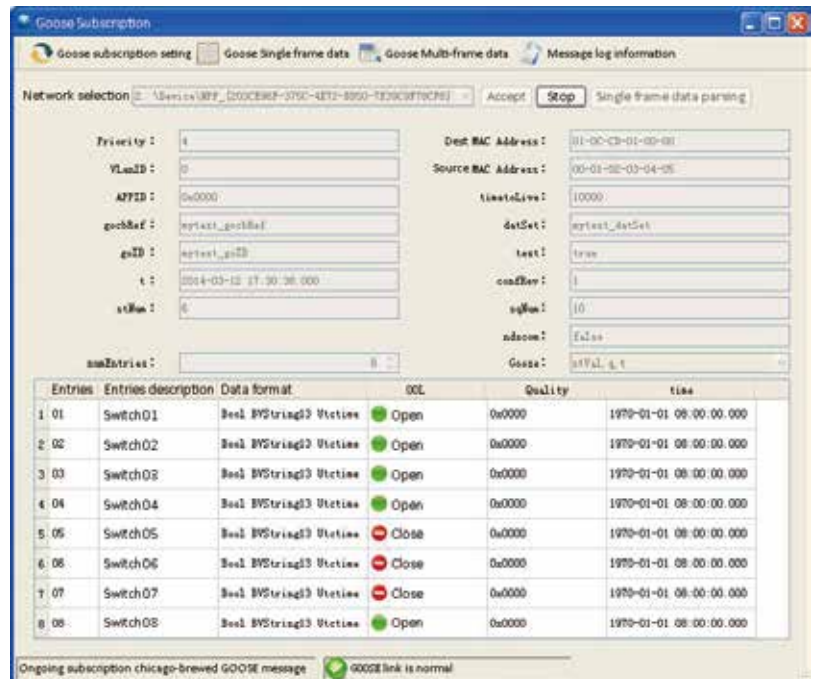 Goose Subscription
Goose subscription seting Goose Single frame data Goose Multi-frame data Message log information
Network selection Accept Stop Single frame data parsing
Priority: 4 Dest MAC Address: 01-0C-CD-01-00-00
VLanID: 0 Source MAC Address: 00-01-02-03-04-05
APPID: 0x0000 timetoLive: 10000
gocbRef: mytest_gocbRef datSet: mytest_datSet
goID: mytest_goID test: true
t: 2014-03-12 17:30:36.000 confRev: 1
stNum: 6 sqNum: 10
ndscom: false
numEntries: 8 Goose: stVal,q,t
Entries Entries description Data format Quality time
1 01 Switch01 Bool BVString13 Utctime Open 0x0000 1970-01-01 08:00:00.000
2 02 Switch02 Bool BVString13 Utctime Open 0x0000 1970-01-01 08:00:00.000
3 03 Switch03 Bool BVString13 Utctime Open 0x0000 1970-01-01 08:00:00.000
4 04 Switch04 Bool BVString13 Utctime Open 0x0000 1970-01-01 08:00:00.000
5 05 Switch05 Bool BVString13 Utctime Close 0x0000 1970-01-01 08:00:00.000
6 06 Switch06 Bool BVString13 Utctime Close 0x0000 1970-01-01 08:00:00.000
7 07 Switch07 Bool BVString13 Utctime Close 0x0000 1970-01-01 08:00:00.000
8 08 Switch08 Bool BVString13 Utctime Open 0x0000 1970-01-01 08:00:00.000
Ongoing subscription chicago-brewed GOOSE message GOOSE link is normal